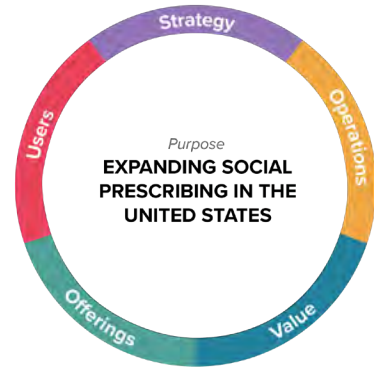 Strategy
Operations
Value
Offerings
Users
Purpose
EXPANDING SOCIAL
PRESCRIBING IN THE
UNITED STATES